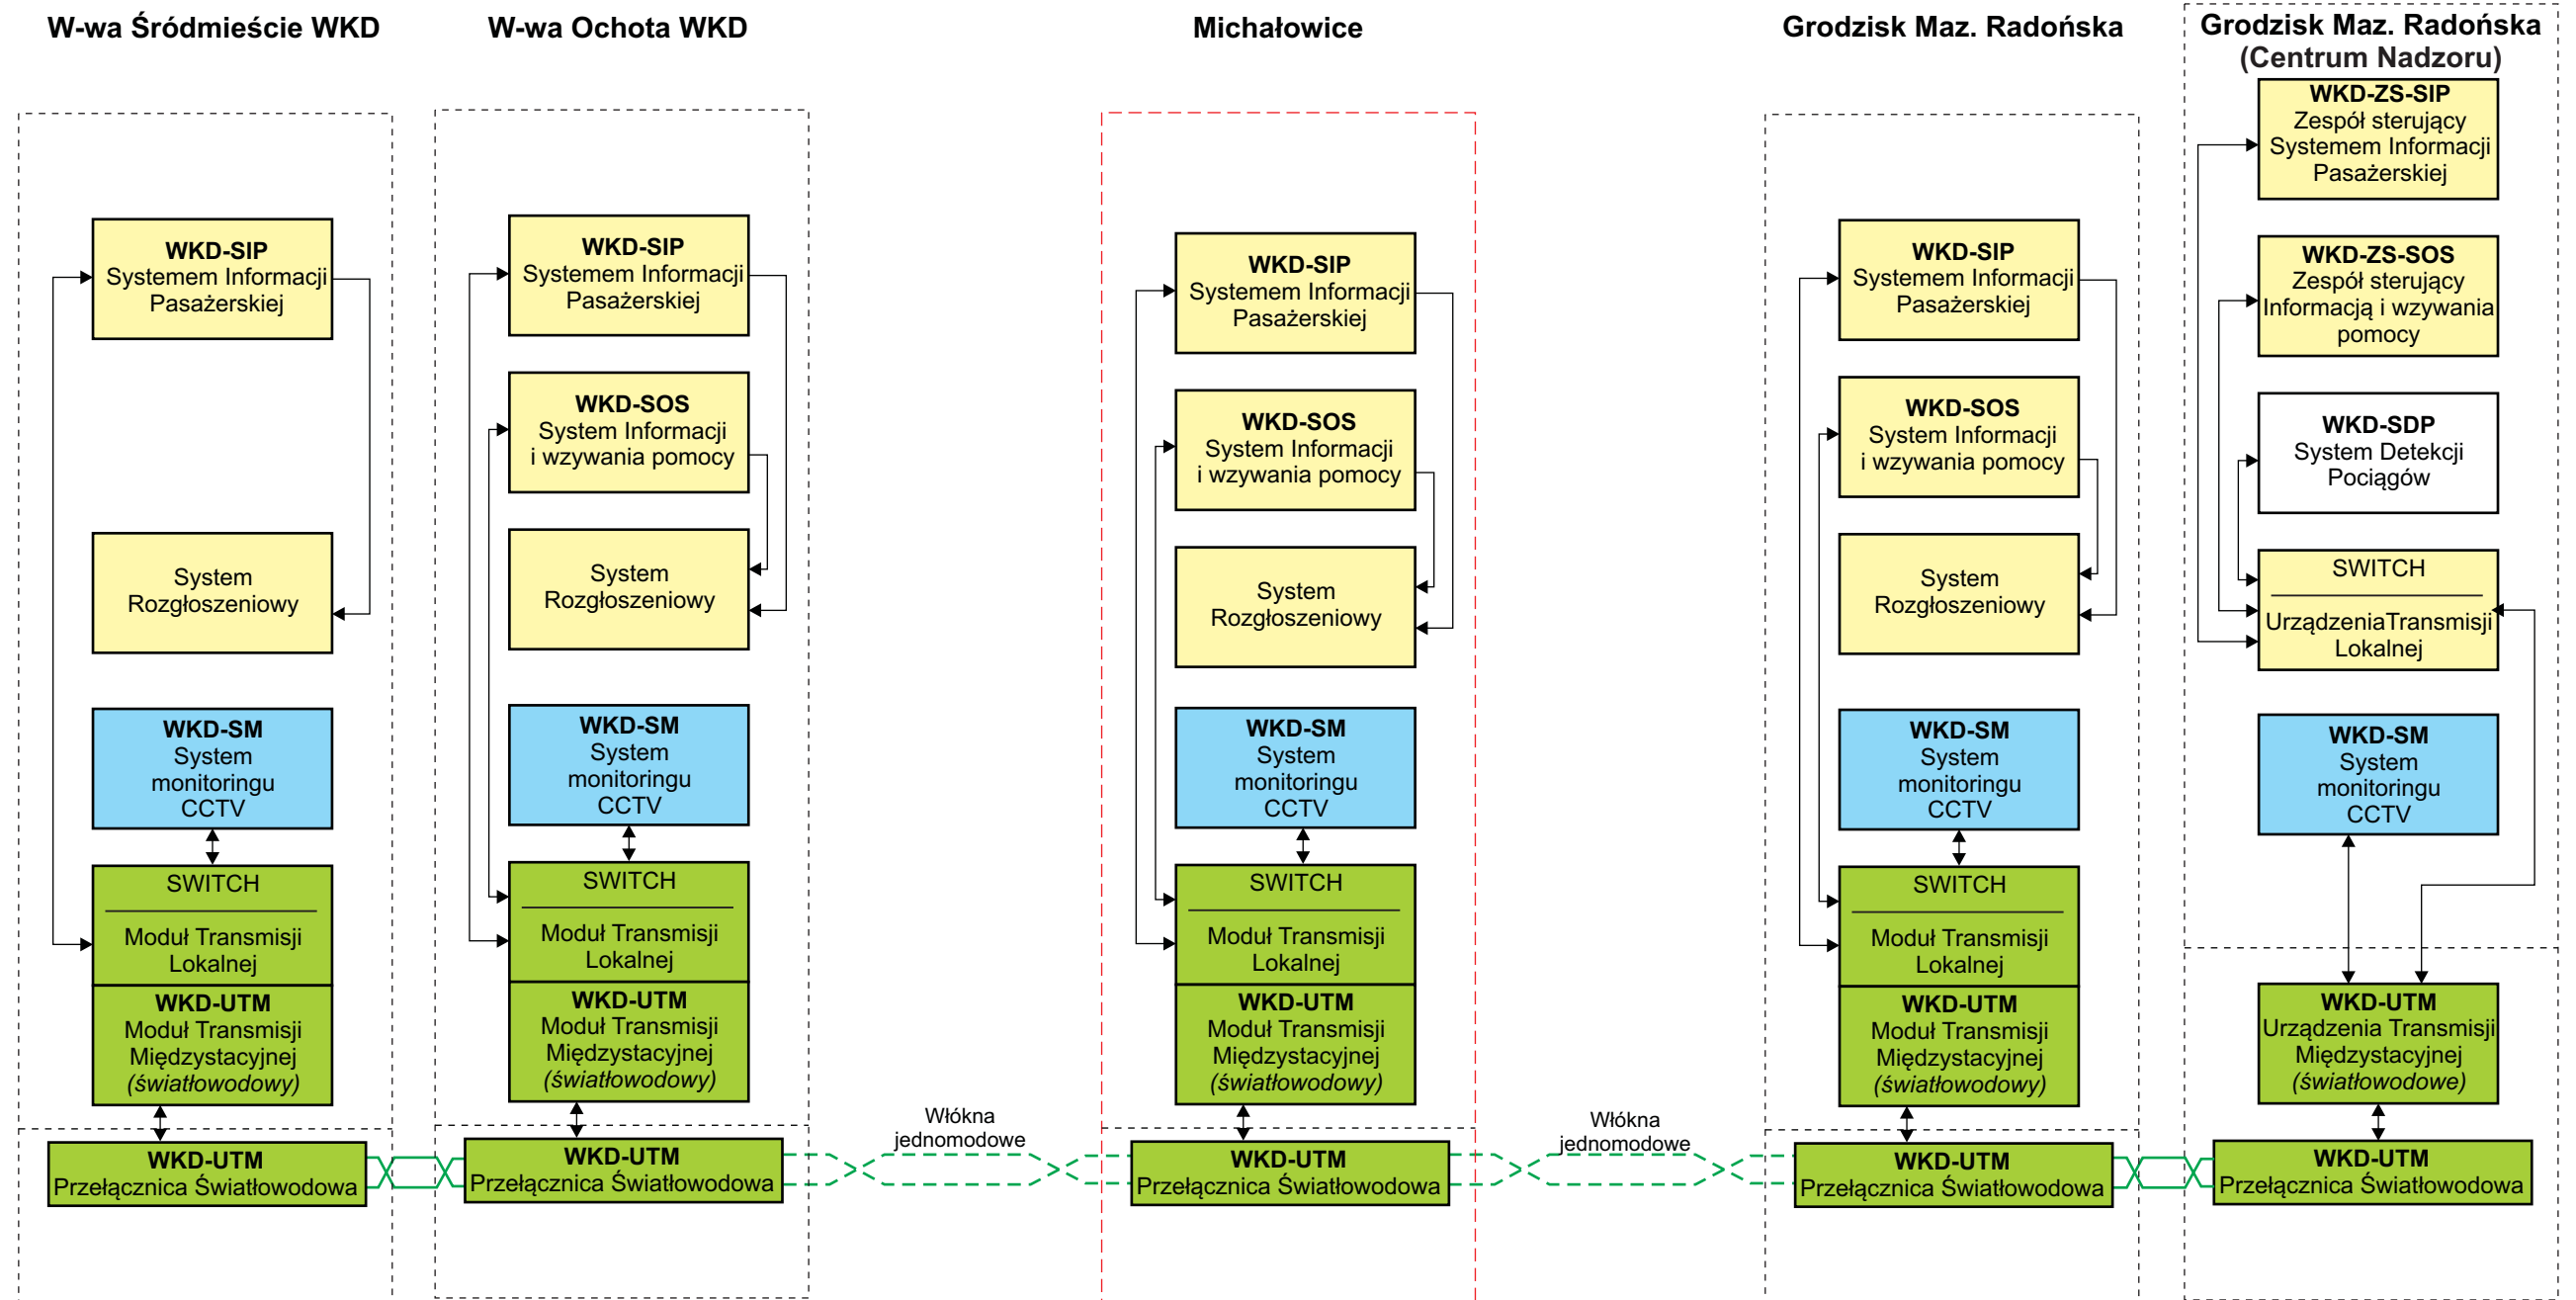 W-wa Śródmieście WKD
WKD-SIP
Systemem Informacji
Pasażerskiej
System
Rozgłoszeniowy
WKD-SM
System
monitoringu
CCTV
SWITCH
Moduł Transmisji
Lokalnej
WKD-UTM
Moduł Transmisji
Międzystacyjnej
(światłowodowy)
WKD-UTM
Przełącznica Światłowodowa
W-wa Ochota WKD
WKD-SIP
Systemem Informacji
Pasażerskiej
WKD-SOS
System Informacji
i wzywania pomocy
System
Rozgłoszeniowy
WKD-SM
System
monitoringu
CCTV
SWITCH
Moduł Transmisji
Lokalnej
WKD-UTM
Moduł Transmisji
Międzystacyjnej
(światłowodowy)
WKD-UTM
Przełącznica Światłowodowa
Włókna
jednomodowe
Michałowice
WKD-SIP
Systemem Informacji
Pasażerskiej
WKD-SOS
System Informacji
i wzywania pomocy
System
Rozgłoszeniowy
WKD-SM
System
monitoringu
CCTV
SWITCH
Moduł Transmisji
Lokalnej
WKD-UTM
Moduł Transmisji
Międzystacyjnej
(światłowodowy)
WKD-UTM
Przełącznica Światłowodowa
Włókna
jednomodowe
Grodzisk Maz. Radońska
WKD-SIP
Systemem Informacji
Pasażerskiej
WKD-SOS
System Informacji
i wzywania pomocy
System
Rozgłoszeniowy
WKD-SM
System
monitoringu
CCTV
SWITCH
Moduł Transmisji
Lokalnej
WKD-UTM
Moduł Transmisji
Międzystacyjnej
(światłowodowy)
WKD-UTM
Przełącznica Światłowodowa
Grodzisk Maz. Radońska
(Centrum Nadzoru)
WKD-ZS-SIP
Zespół sterujący
Systemem Informacji
Pasażerskiej
WKD-ZS-SOS
Zespół sterujący
Informacją i wzywania
pomocy
WKD-SDP
System Detekcji
Pociągów
SWITCH
UrządzeniaTransmisji
Lokalnej
WKD-SM
System
monitoringu
CCTV
WKD-UTM
Urządzenia Transmisji
Międzystacyjnej
(światłowodowe)
WKD-UTM
Przełącznica Światłowodowa